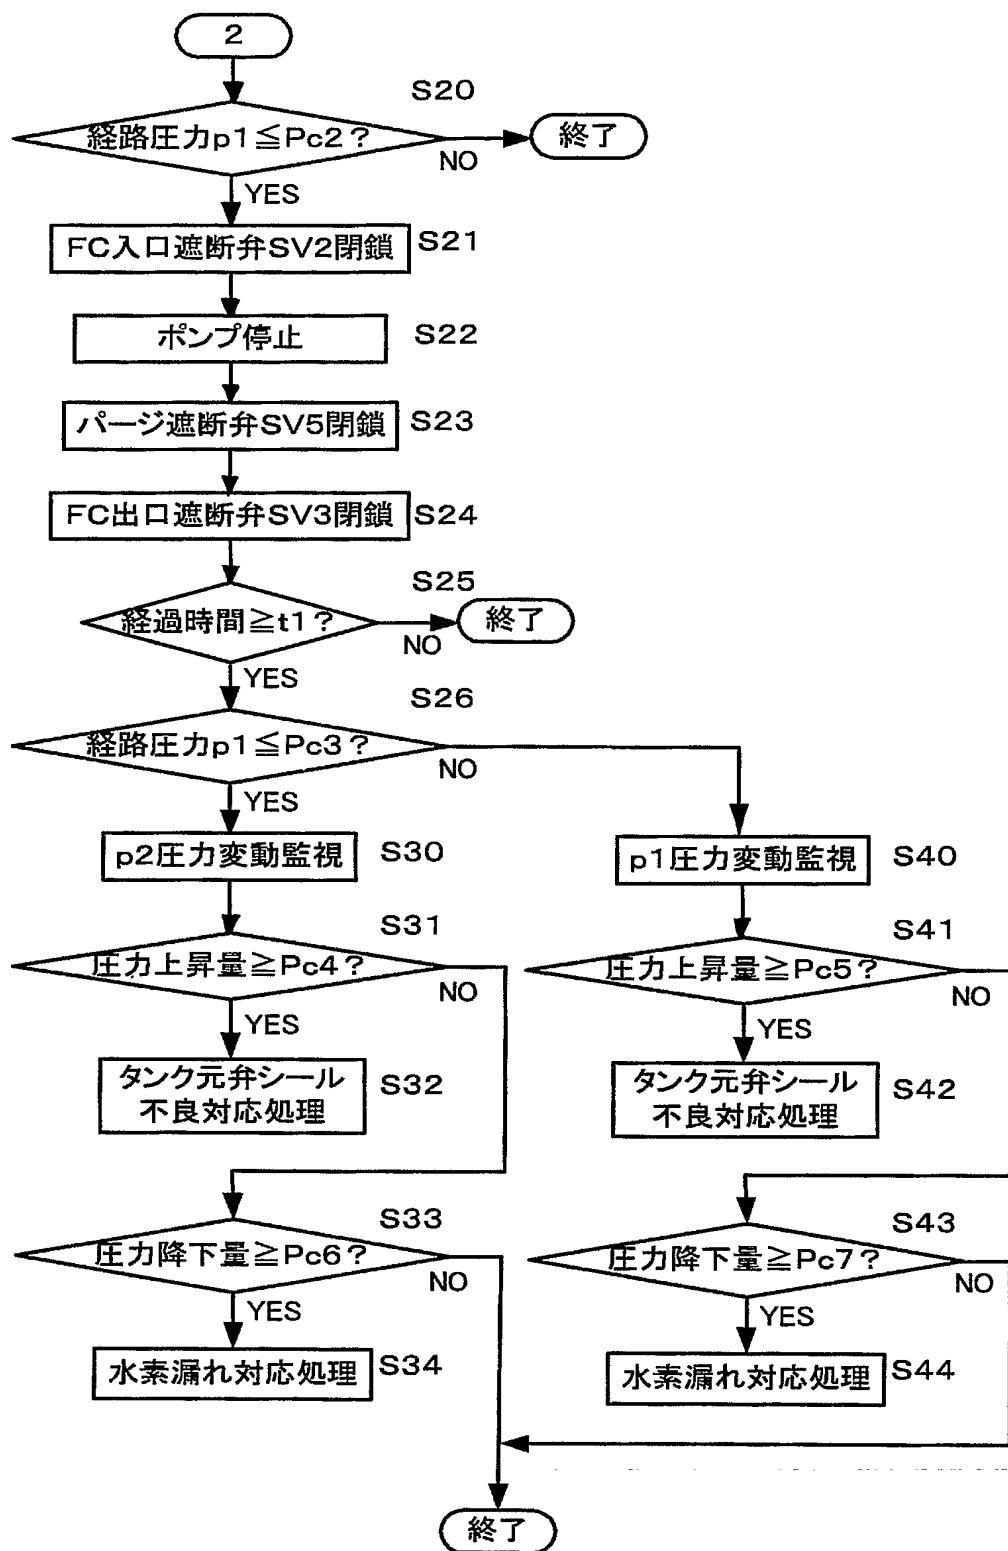 2
S20
経路圧力p1≦Pc2?
NO
終了
YES
FC入口遮断弁SV2閉鎖
S21
ポンプ停止
S22
パージ遮断弁SV5閉鎖
S23
FC出口遮断弁SV3閉鎖
S24
S25
経過時間≧t1?
NO
終了
YES
S26
経路圧力p1≦Pc3?
NO
YES
p2圧力変動監視
S30
p1圧力変動監視
S40
S31
圧力上昇量≧Pc4?
NO
YES
S41
圧力上昇量≧Pc5?
NO
YES
タンク元弁シール
不良対応処理
S32
タンク元弁シール
不良対応処理
S42
S33
圧力降下量≧Pc6?
NO
YES
S43
圧力降下量≧Pc7?
NO
YES
水素漏れ対応処理
S34
水素漏れ対応処理
S44
終了